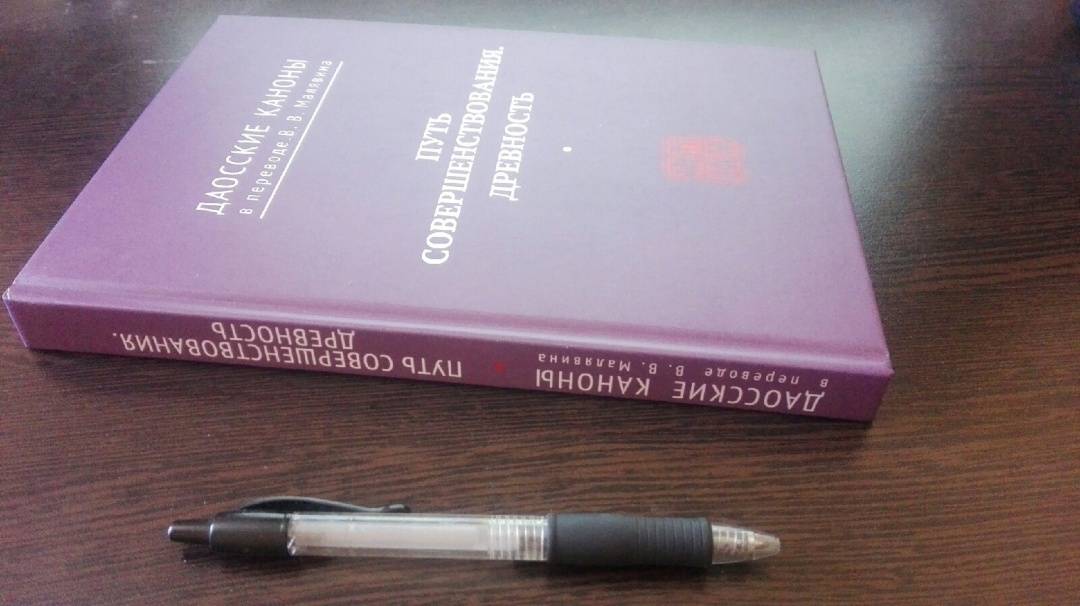 ДАОССКИЕ КАНОНЫ
в переводе В. В. Малявина
ПУТЬ
СОВЕРШЕНСТВОВАНИЯ.
ДРЕВНОСТЬ
ДАОССКИЕ КАНОНЫ
в переводе В. В. Малявина
ПУТЬ СОВЕРШЕНСТВОВАНИЯ.
ДРЕВНОСТЬ